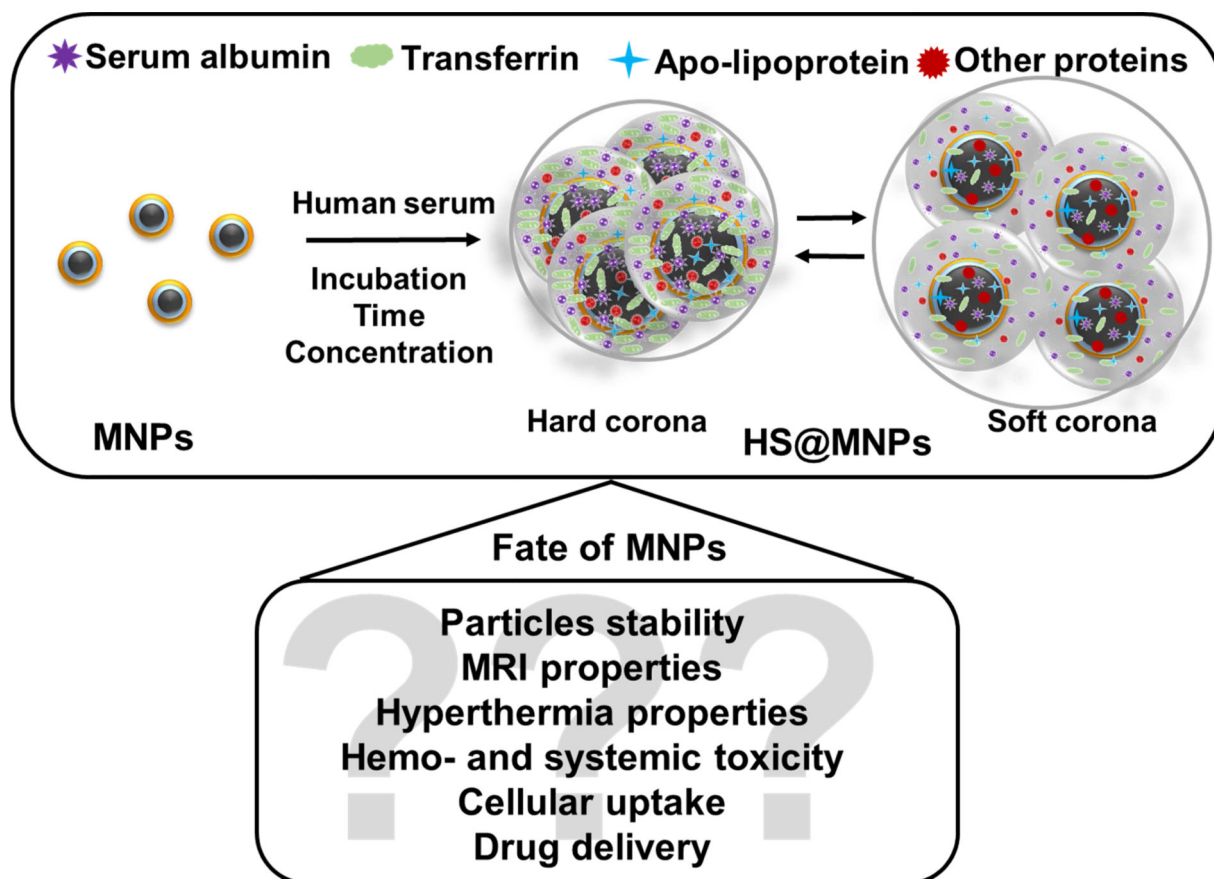 Serum albumin Transferrin Apo-lipoprotein Other proteins
Human serum
Incubation
Time
Concentration
MNPs
Hard corona
HS@MNPs
Soft corona
Fate of MNPs
???
Particles stability
MRI properties
Hyperthermia properties
Hemo- and systemic toxicity
Cellular uptake
Drug delivery